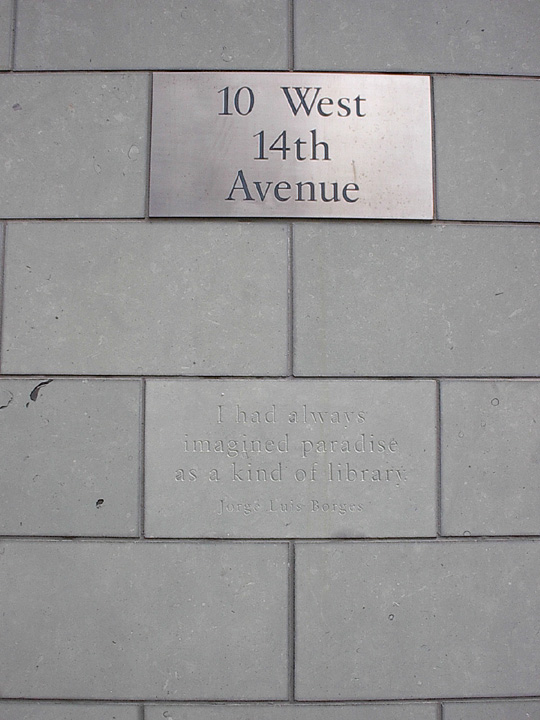 10 West
14th
Avenue
I had always
imagined paradise
as a kind of library.
Jorge Luis Borges